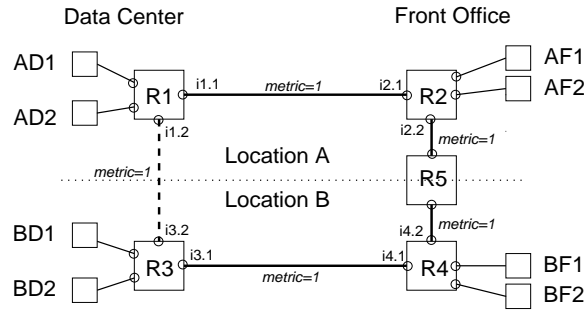 Data Center
Front Office
AD1
AF1
i1.1
i2.1
R1
metric=1
R2
AD2
AF2
i1.2
i2.2
metric=1
Location A
metric=1
R5
Location B
BD1
i3.2
i4.2
metric=1
i3.1
i4.1
R3
R4
BF1
metric=1
BD2
BF2